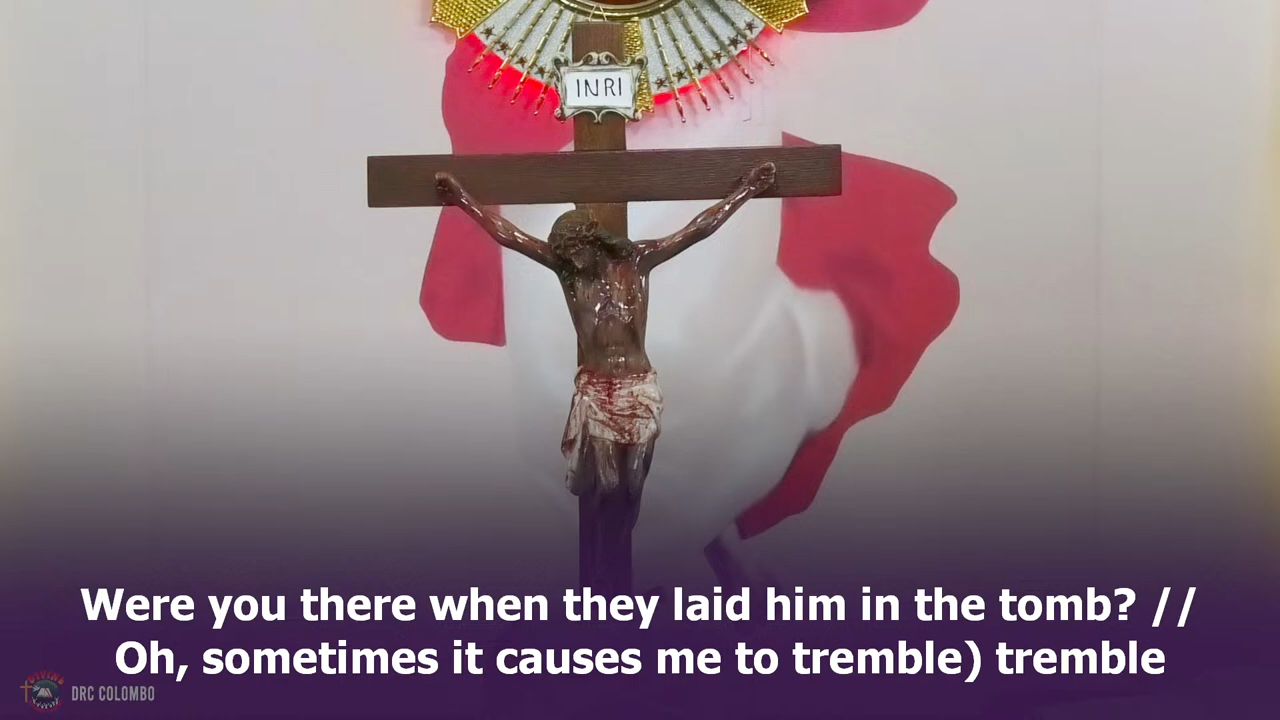 INRI
Were you there when they laid him in the tomb? //
Oh, sometimes it causes me to tremble) tremble
DRC COLOMBO